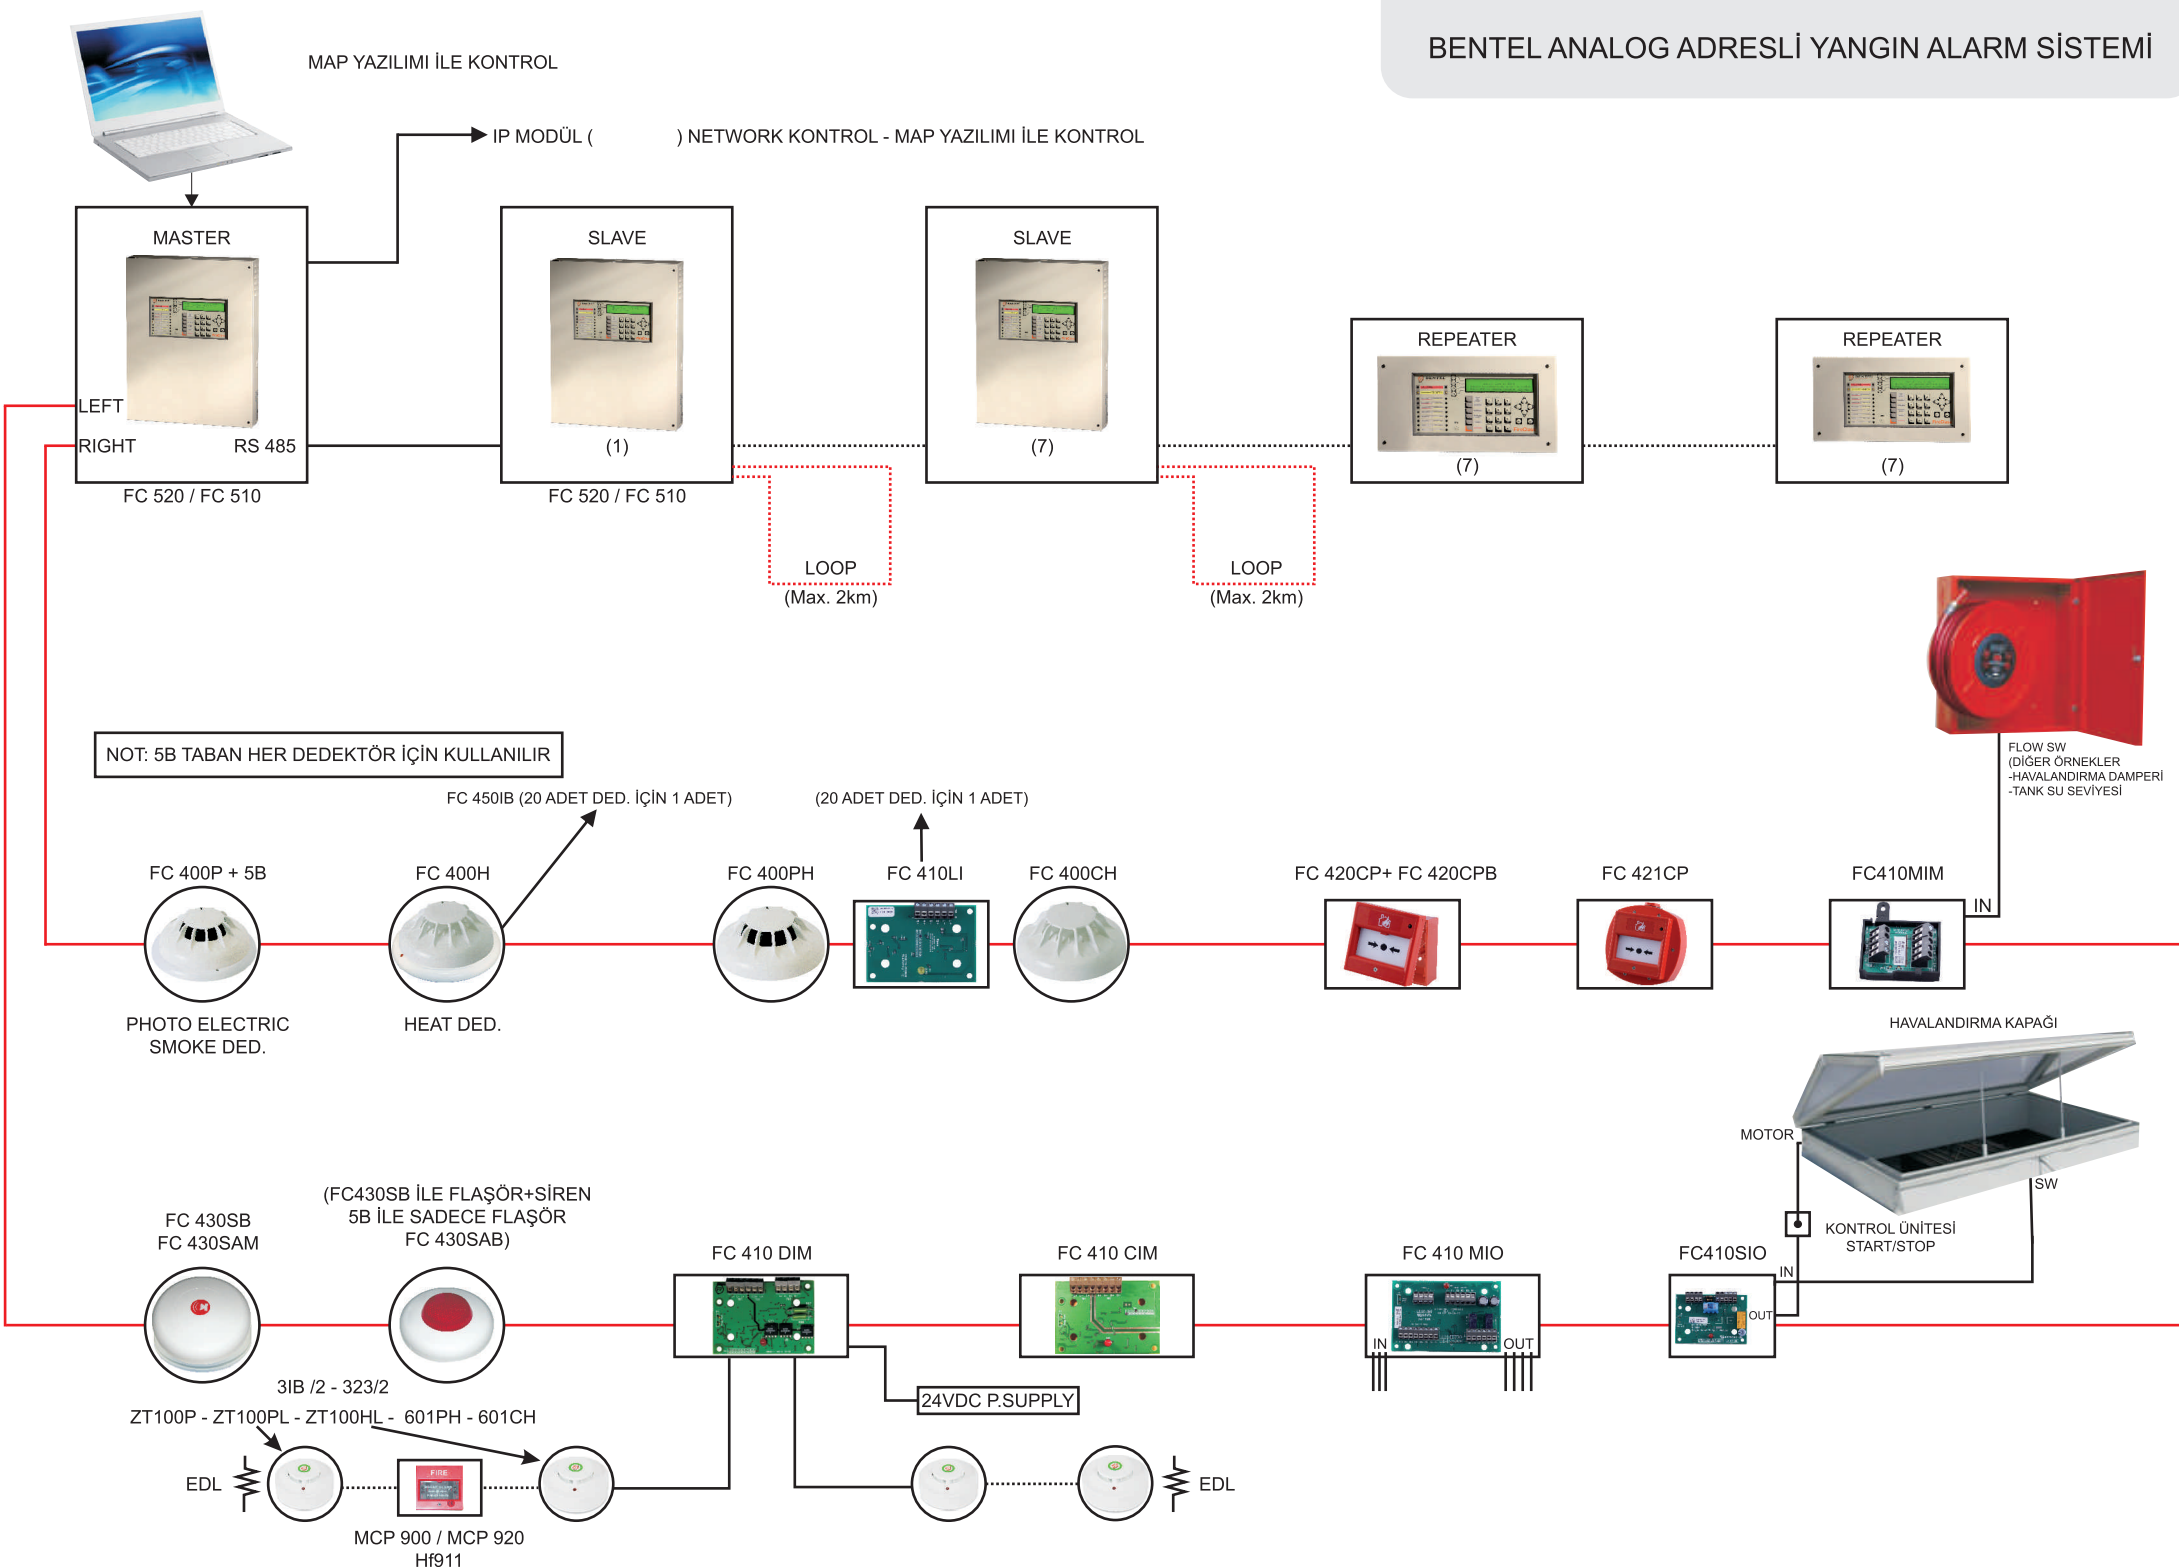 BENTEL ANALOG ADRESLİ YANGIN ALARM SİSTEMİ
MAP YAZILIMI İLE KONTROL
IP MODÜL ( ) NETWORK KONTROL - MAP YAZILIMI İLE KONTROL
MASTER
LEFT
RIGHT
RS 485
FC 520 / FC 510
SLAVE
(1)
FC 520 / FC 510
SLAVE
(7)
REPEATER
(7)
REPEATER
(7)
LOOP
(Max. 2km)
LOOP
(Max. 2km)
FLOW SW
(DİĞER ÖRNEKLER
-HAVALANDIRMA DAMPERİ
-TANK SU SEVİYESİ
NOT: 5B TABAN HER DEDEKTÖR İÇİN KULLANILIR
FC 450IB (20 ADET DED. İÇİN 1 ADET)
(20 ADET DED. İÇİN 1 ADET)
FC 400P + 5B
FC 400H
FC 400PH
FC 410LI
FC 400CH
FC 420CP+ FC 420CPB
FC 421CP
FC410MIM
IN
PHOTO ELECTRIC
SMOKE DED.
HEAT DED.
HAVALANDIRMA KAPAĞI
MOTOR
SW
KONTROL ÜNİTESİ
START/STOP
FC 430SB
FC 430SAM
(FC430SB İLE FLAŞÖR+SİREN
5B İLE SADECE FLAŞÖR
FC 430SAB)
FC 410 DIM
FC 410 CIM
FC 410 MIO
IN
OUT
FC410SIO
IN
OUT
24VDC P.SUPPLY
3IB /2 - 323/2
ZT100P - ZT100PL - ZT100HL - 601PH - 601CH
EDL
FIRE
EDL
MCP 900 / MCP 920
Hf911